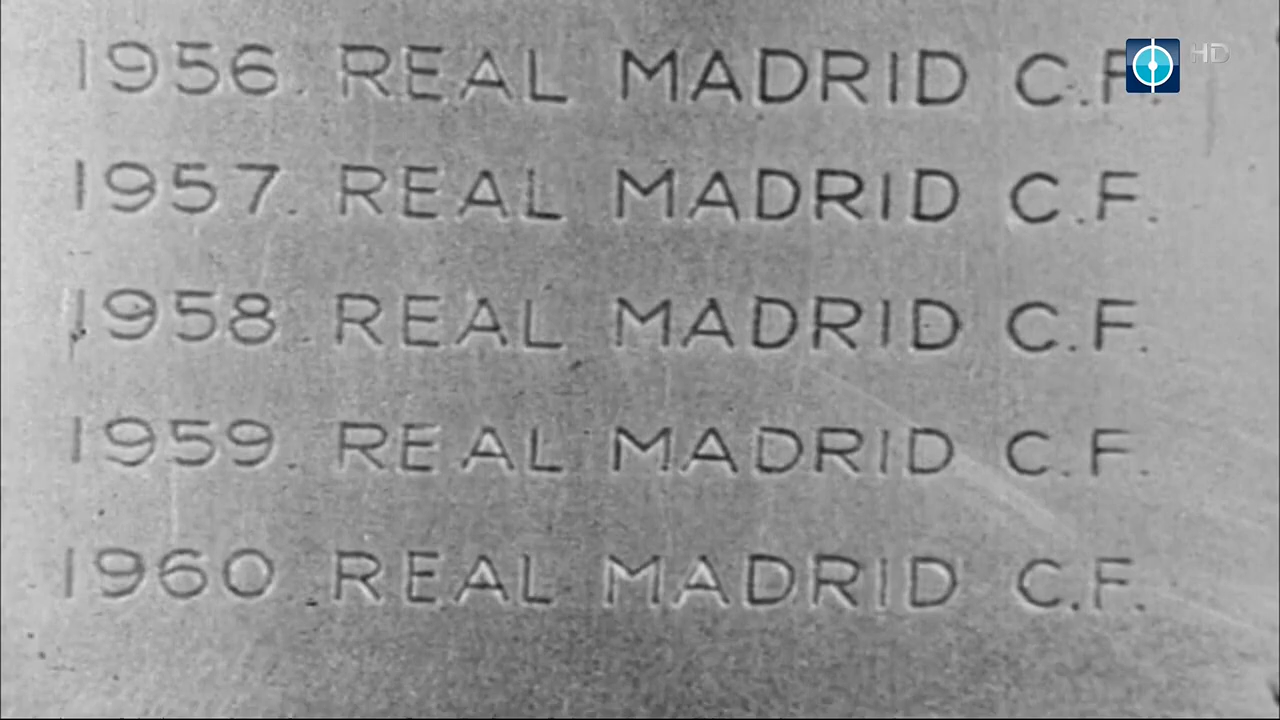 1956. REAL MADRID C.F.
HD
1957. REAL MADRID C.F.
1958. REAL MADRID C.F.
1959. REAL MADRID C.F.
1960. REAL MADRID C.F.